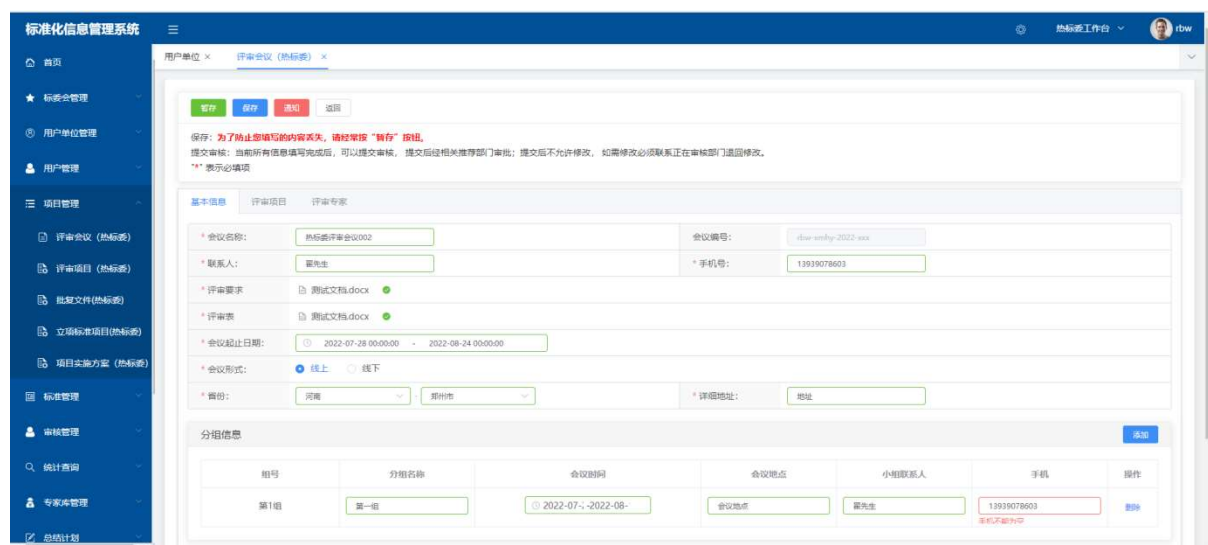 标准化信息管理系统
热标委工作台
rbw
首页
用户单位 ×
评审会议（热标委） ×
标委会管理
用户单位管理
用户管理
项目管理
评审会议（热标委）
评审项目（热标委）
批复文件(热标委)
立项标准项目(热标委)
项目实施方案（热标委)
标准管理
审核管理
统计查询
专家库管理
总结计划
暂存 保存 通知 返回
保存：为了防止您填写的内容丢失，请经常按“暂存”按钮。
提交审核：当前所有信息填写完成后，可以提交审核， 提交后经相关推荐部门审批；提交后不允许修改， 如需修改必须联系正在审核部门退回修改。
"*" 表示必填项
基本信息 评审项目 评审专家
* 会议名称： 热标委评审会议002 会议编号：
* 联系人： 翟先生 * 手机号： 13939078603
* 评审要求 测试文档.docx
* 评审表 测试文档.docx
* 会议起止日期： 2022-07-28 00:00:00 - 2022-08-24 00:00:00
* 会议形式： 线上 线下
* 省份： 河南 - 郑州市 * 详细地址： 地址
分组信息 添加
组号 分组名称 会议时间 会议地点 小组联系人 手机 操作
第1组 第一组 2022-07-: -2022-08- 会议地点 翟先生 13939078603 删除
手机不能为空